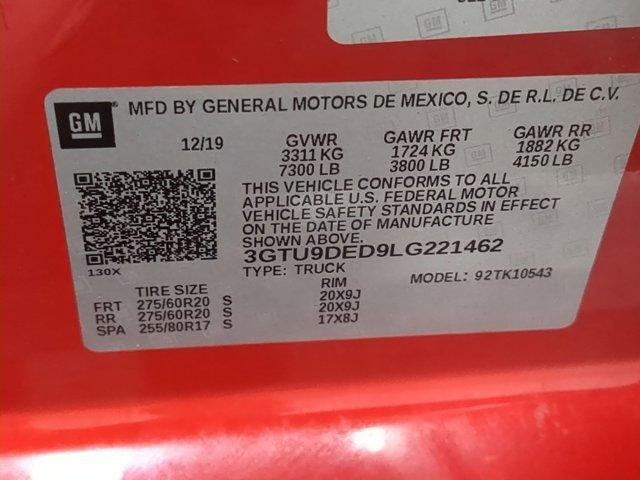 GM
MFD BY GENERAL MOTORS DE MEXICO, S. DE R.L. DE C.V.
12/19 GVWR GAWR FRT GAWR RR
3311 KG 1724 KG 1882 KG
7300 LB 3800 LB 4150 LB
THIS VEHICLE CONFORMS TO ALL
APPLICABLE U.S. FEDERAL MOTOR
VEHICLE SAFETY STANDARDS IN EFFECT
ON THE DATE OF MANUFACTURE
SHOWN ABOVE.
3GTU9DED9LG221462
130X TYPE: TRUCK MODEL: 92TK10543
TIRE SIZE RIM
FRT 275/60R20 S 20X9J
RR 275/60R20 S 20X9J
SPA 255/80R17 S 17X8J